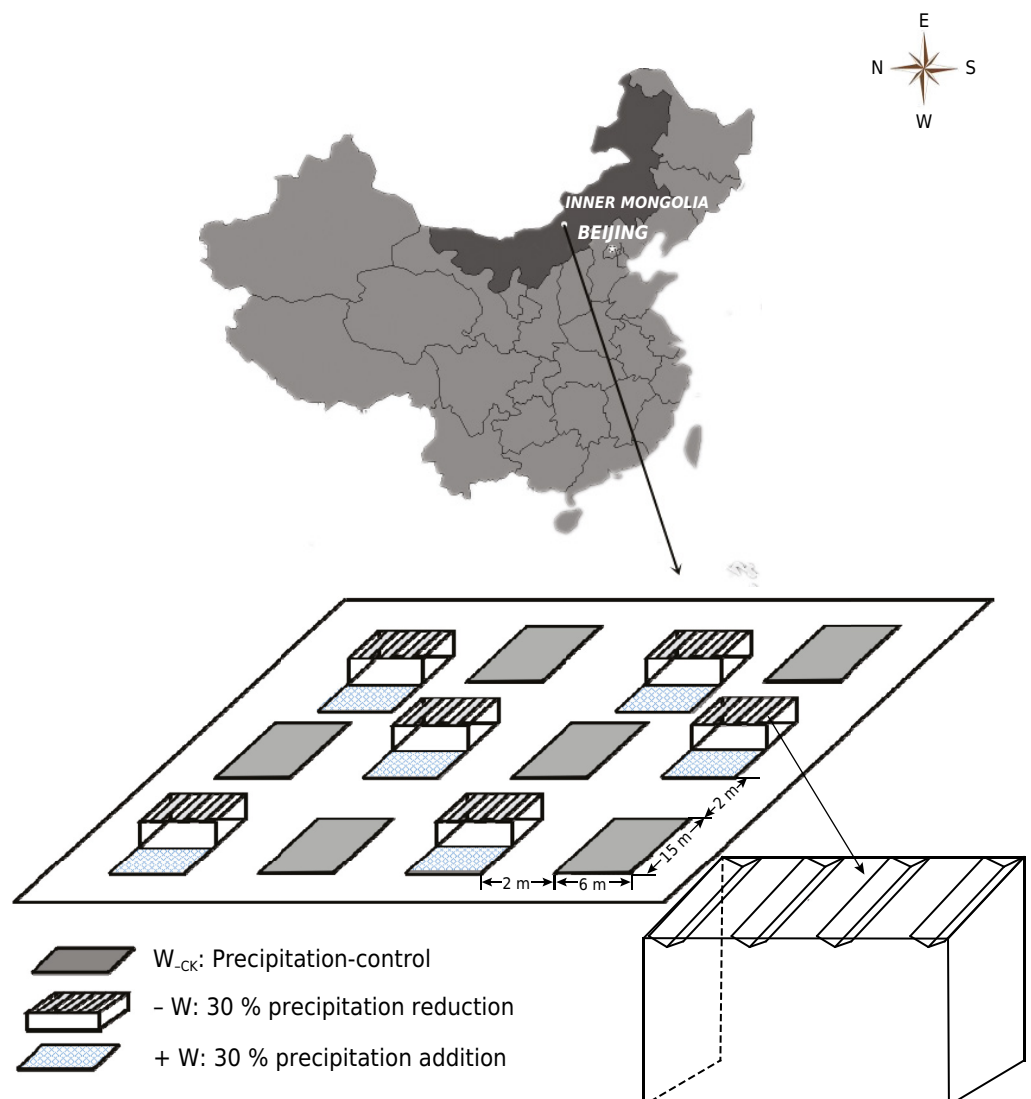 E
N S
W
INNER MONGOLIA
BEIJING
2 m
15 m
2 m
6 m
W-CK: Precipitation-control
– W: 30 % precipitation reduction
+ W: 30 % precipitation addition